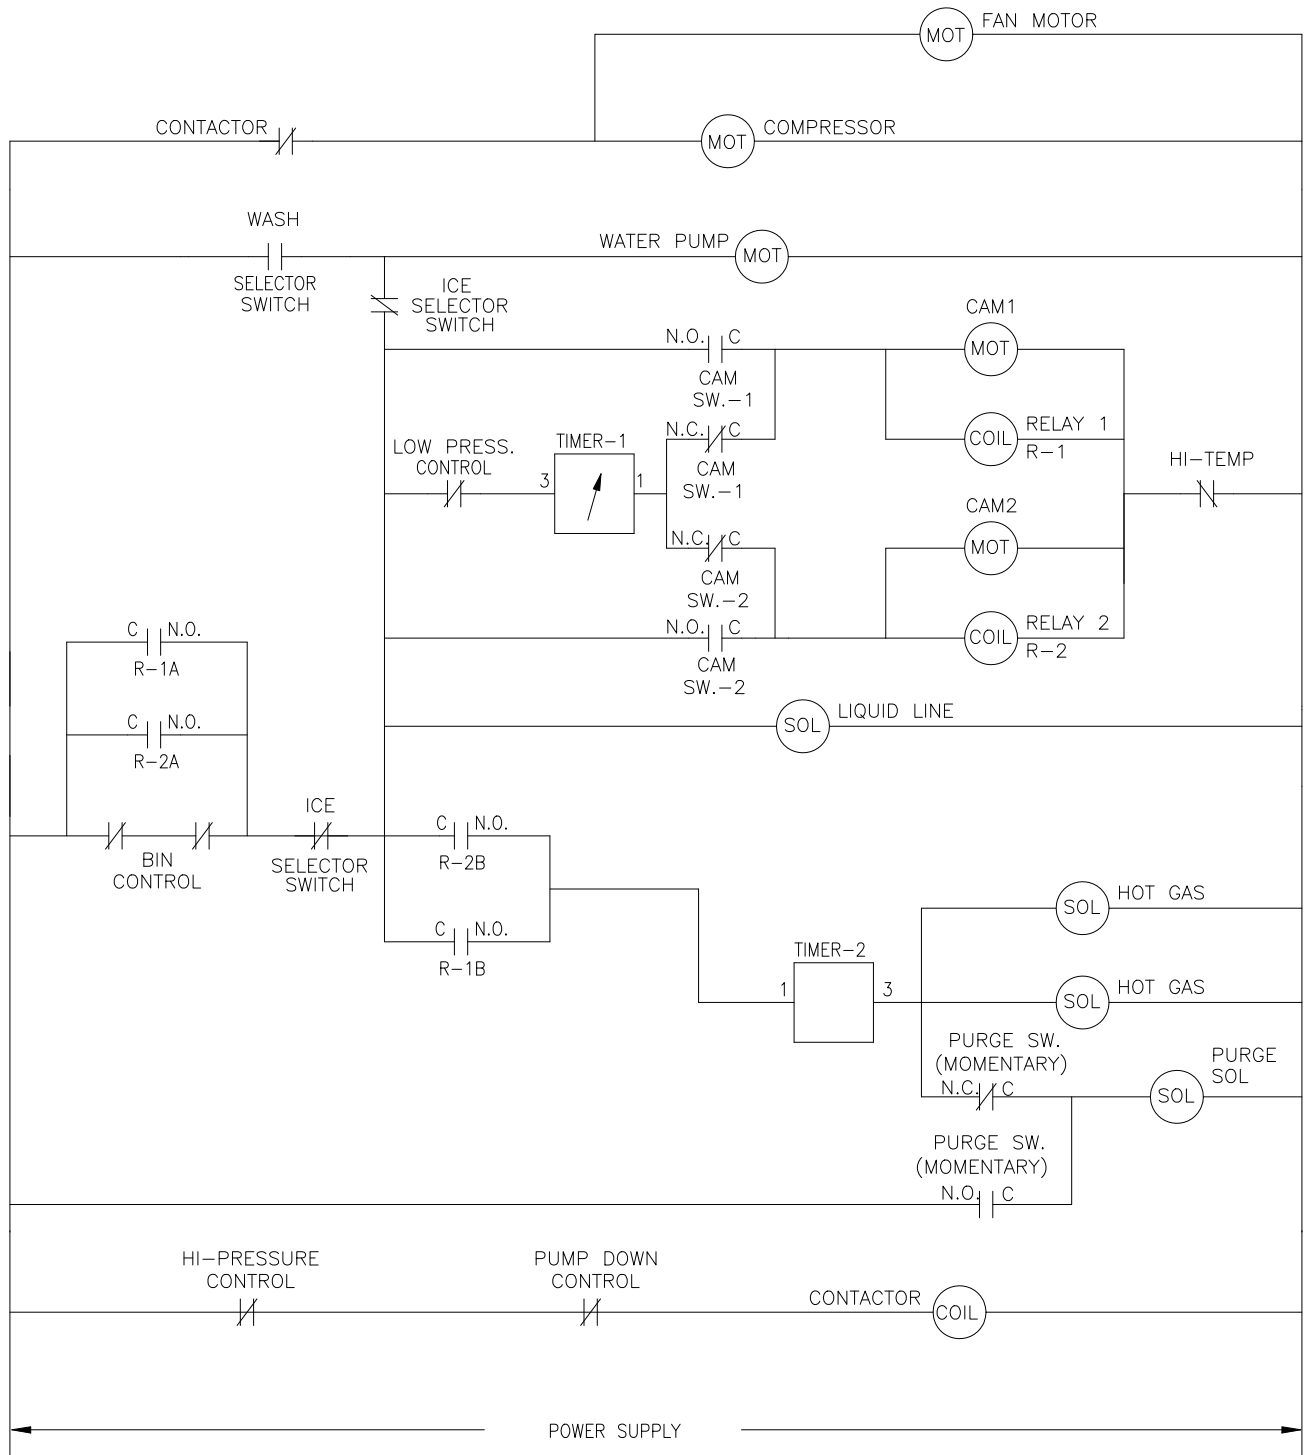 FAN MOTOR
MOT
CONTACTOR
COMPRESSOR
MOT
WASH
SELECTOR
SWITCH
WATER PUMP
MOT
ICE
SELECTOR
SWITCH
CAM1
N.O. C
MOT
CAM
SW.-1
LOW PRESS.
CONTROL
TIMER-1
3
1
N.C. C
CAM
SW.-1
COIL
RELAY 1
R-1
HI-TEMP
CAM2
N.C. C
MOT
CAM
SW.-2
N.O. C
CAM
SW.-2
COIL
RELAY 2
R-2
C N.O.
R-1A
C N.O.
R-2A
SOL
LIQUID LINE
BIN
CONTROL
ICE
SELECTOR
SWITCH
C N.O.
R-2B
C N.O.
R-1B
SOL
HOT GAS
TIMER-2
1
3
SOL
HOT GAS
PURGE SW.
(MOMENTARY)
N.C. C
PURGE
SOL
SOL
PURGE SW.
(MOMENTARY)
N.O. C
HI-PRESSURE
CONTROL
PUMP DOWN
CONTROL
CONTACTOR
COIL
POWER SUPPLY